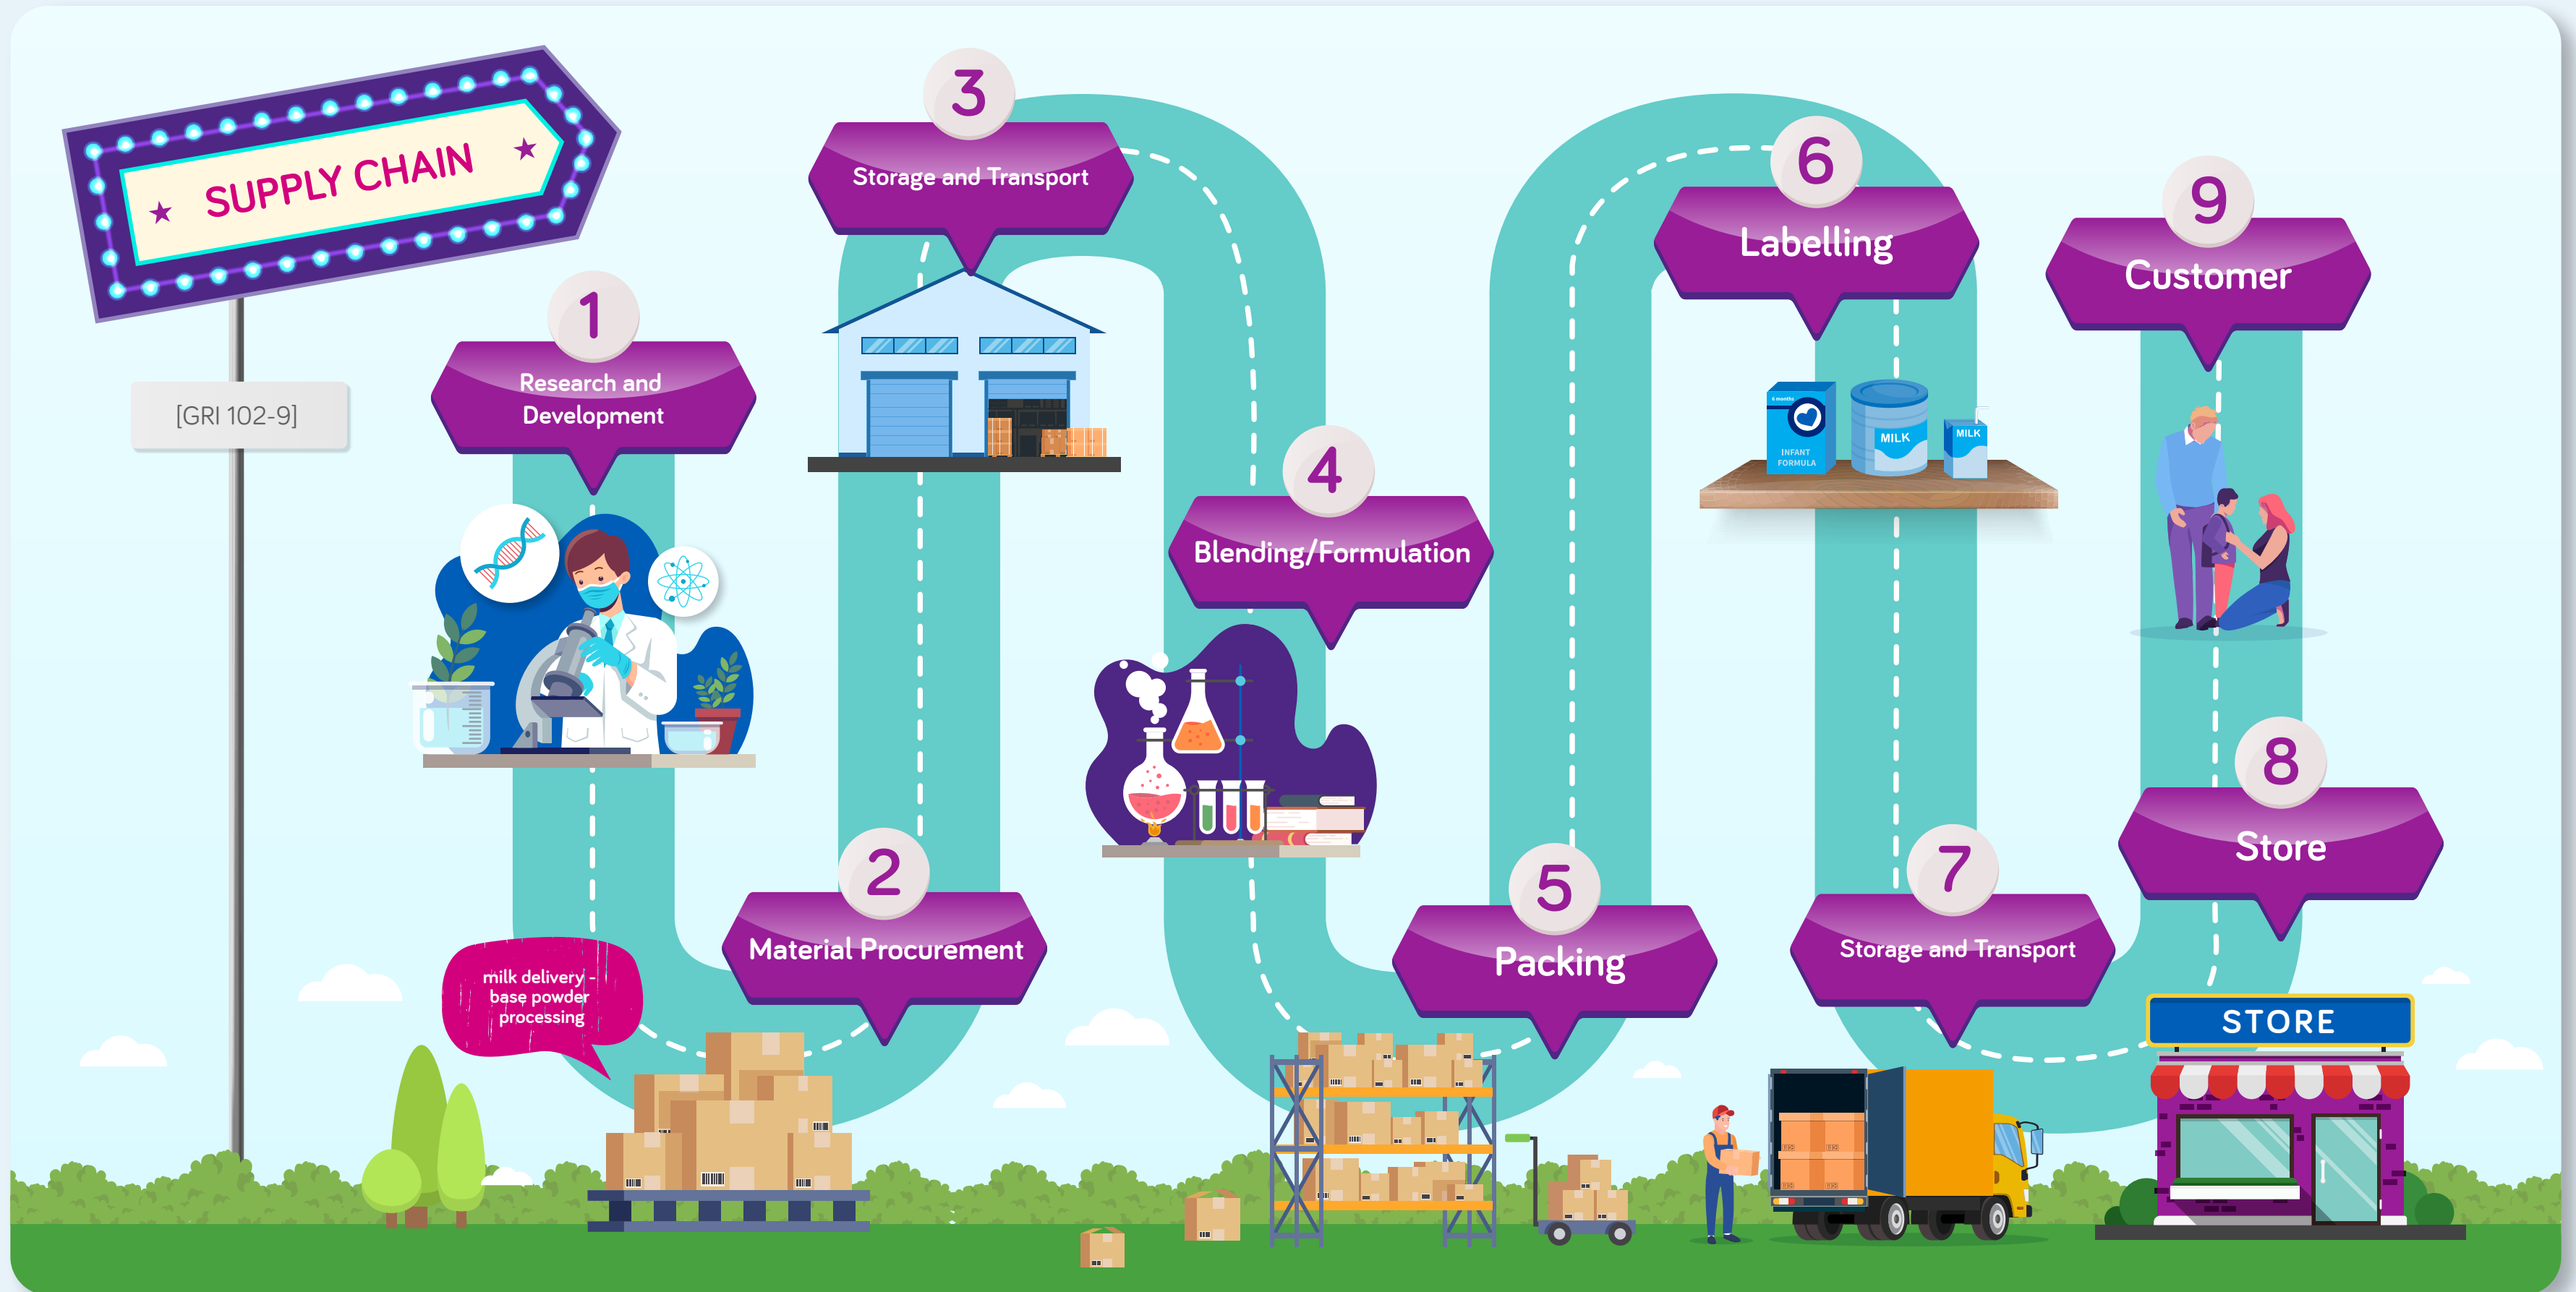 SUPPLY CHAIN
[GRI 102-9]
1
Research and
Development
milk delivery -
base powder
processing
2
Material Procurement
3
Storage and Transport
4
Blending/Formulation
5
Packing
6
Labelling
6 months
INFANT
FORMULA
MILK
MILK
7
Storage and Transport
8
Store
STORE
9
Customer